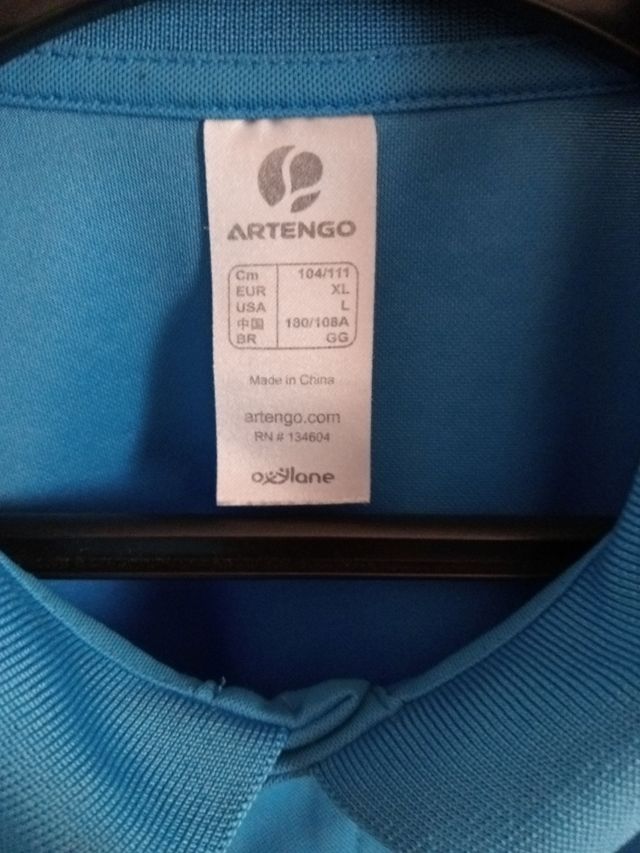 ARTENGO
Cm 104/111
EUR XL
USA L
中国 180/108A
BR GG
Made in China
artengo.com
RN # 134604
oxylane